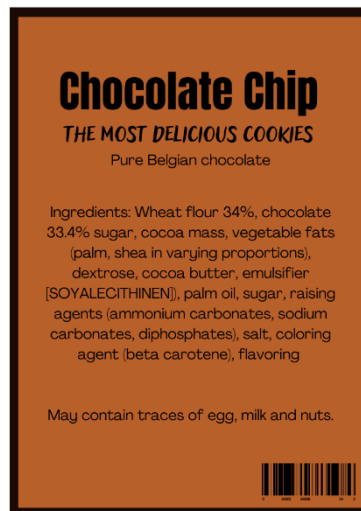 Chocolate Chip
THE MOST DELICIOUS COOKIES
Pure Belgian chocolate
Ingredients: Wheat flour 34%, chocolate
33.4% sugar, cocoa mass, vegetable fats
(palm, shea in varying proportions),
dextrose, cocoa butter, emulsifier
[SOYALECITHINEN]), palm oil, sugar, raising
agents (ammonium carbonates, sodium
carbonates, diphosphates), salt, coloring
agent (beta carotene), flavoring
May contain traces of egg, milk and nuts.